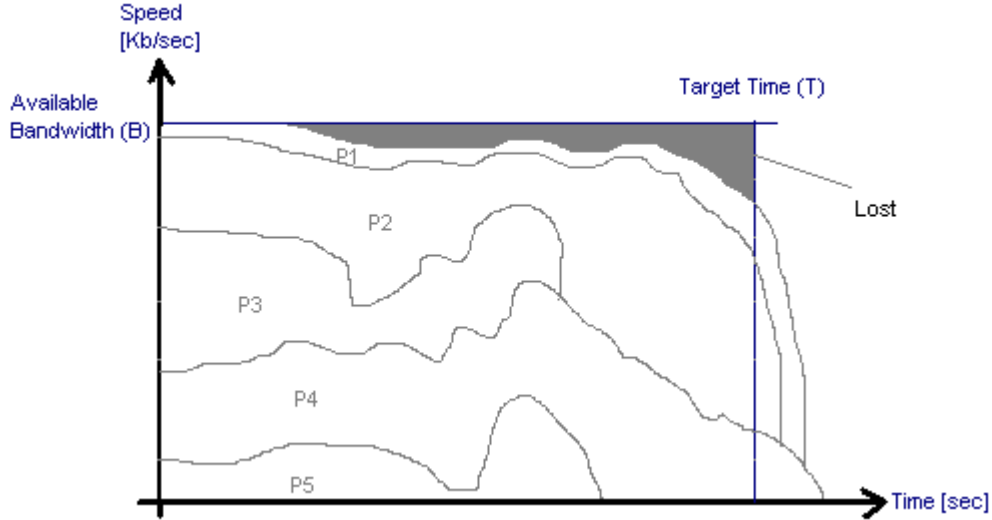 Speed
[Kb/sec]
Target Time (T)
Available
Bandwidth (B)
P1
Lost
P2
P3
P4
P5
Time [sec]